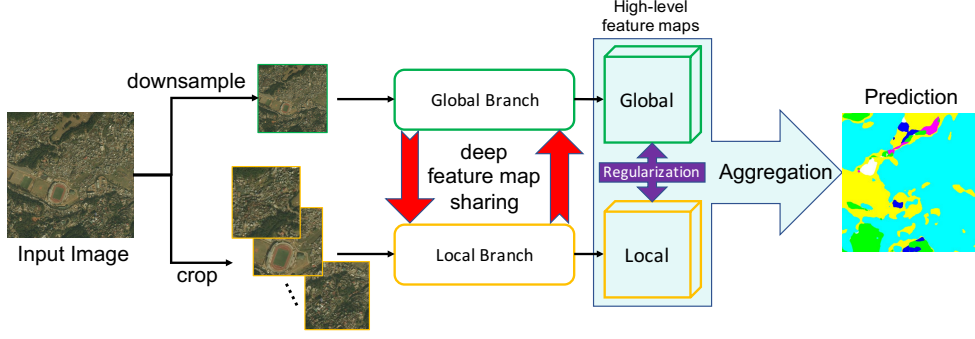 High-level
feature maps
downsample
Global Branch
Global
Prediction
deep
feature map
sharing
Regularization
Aggregation
Input Image
crop
Local Branch
Local